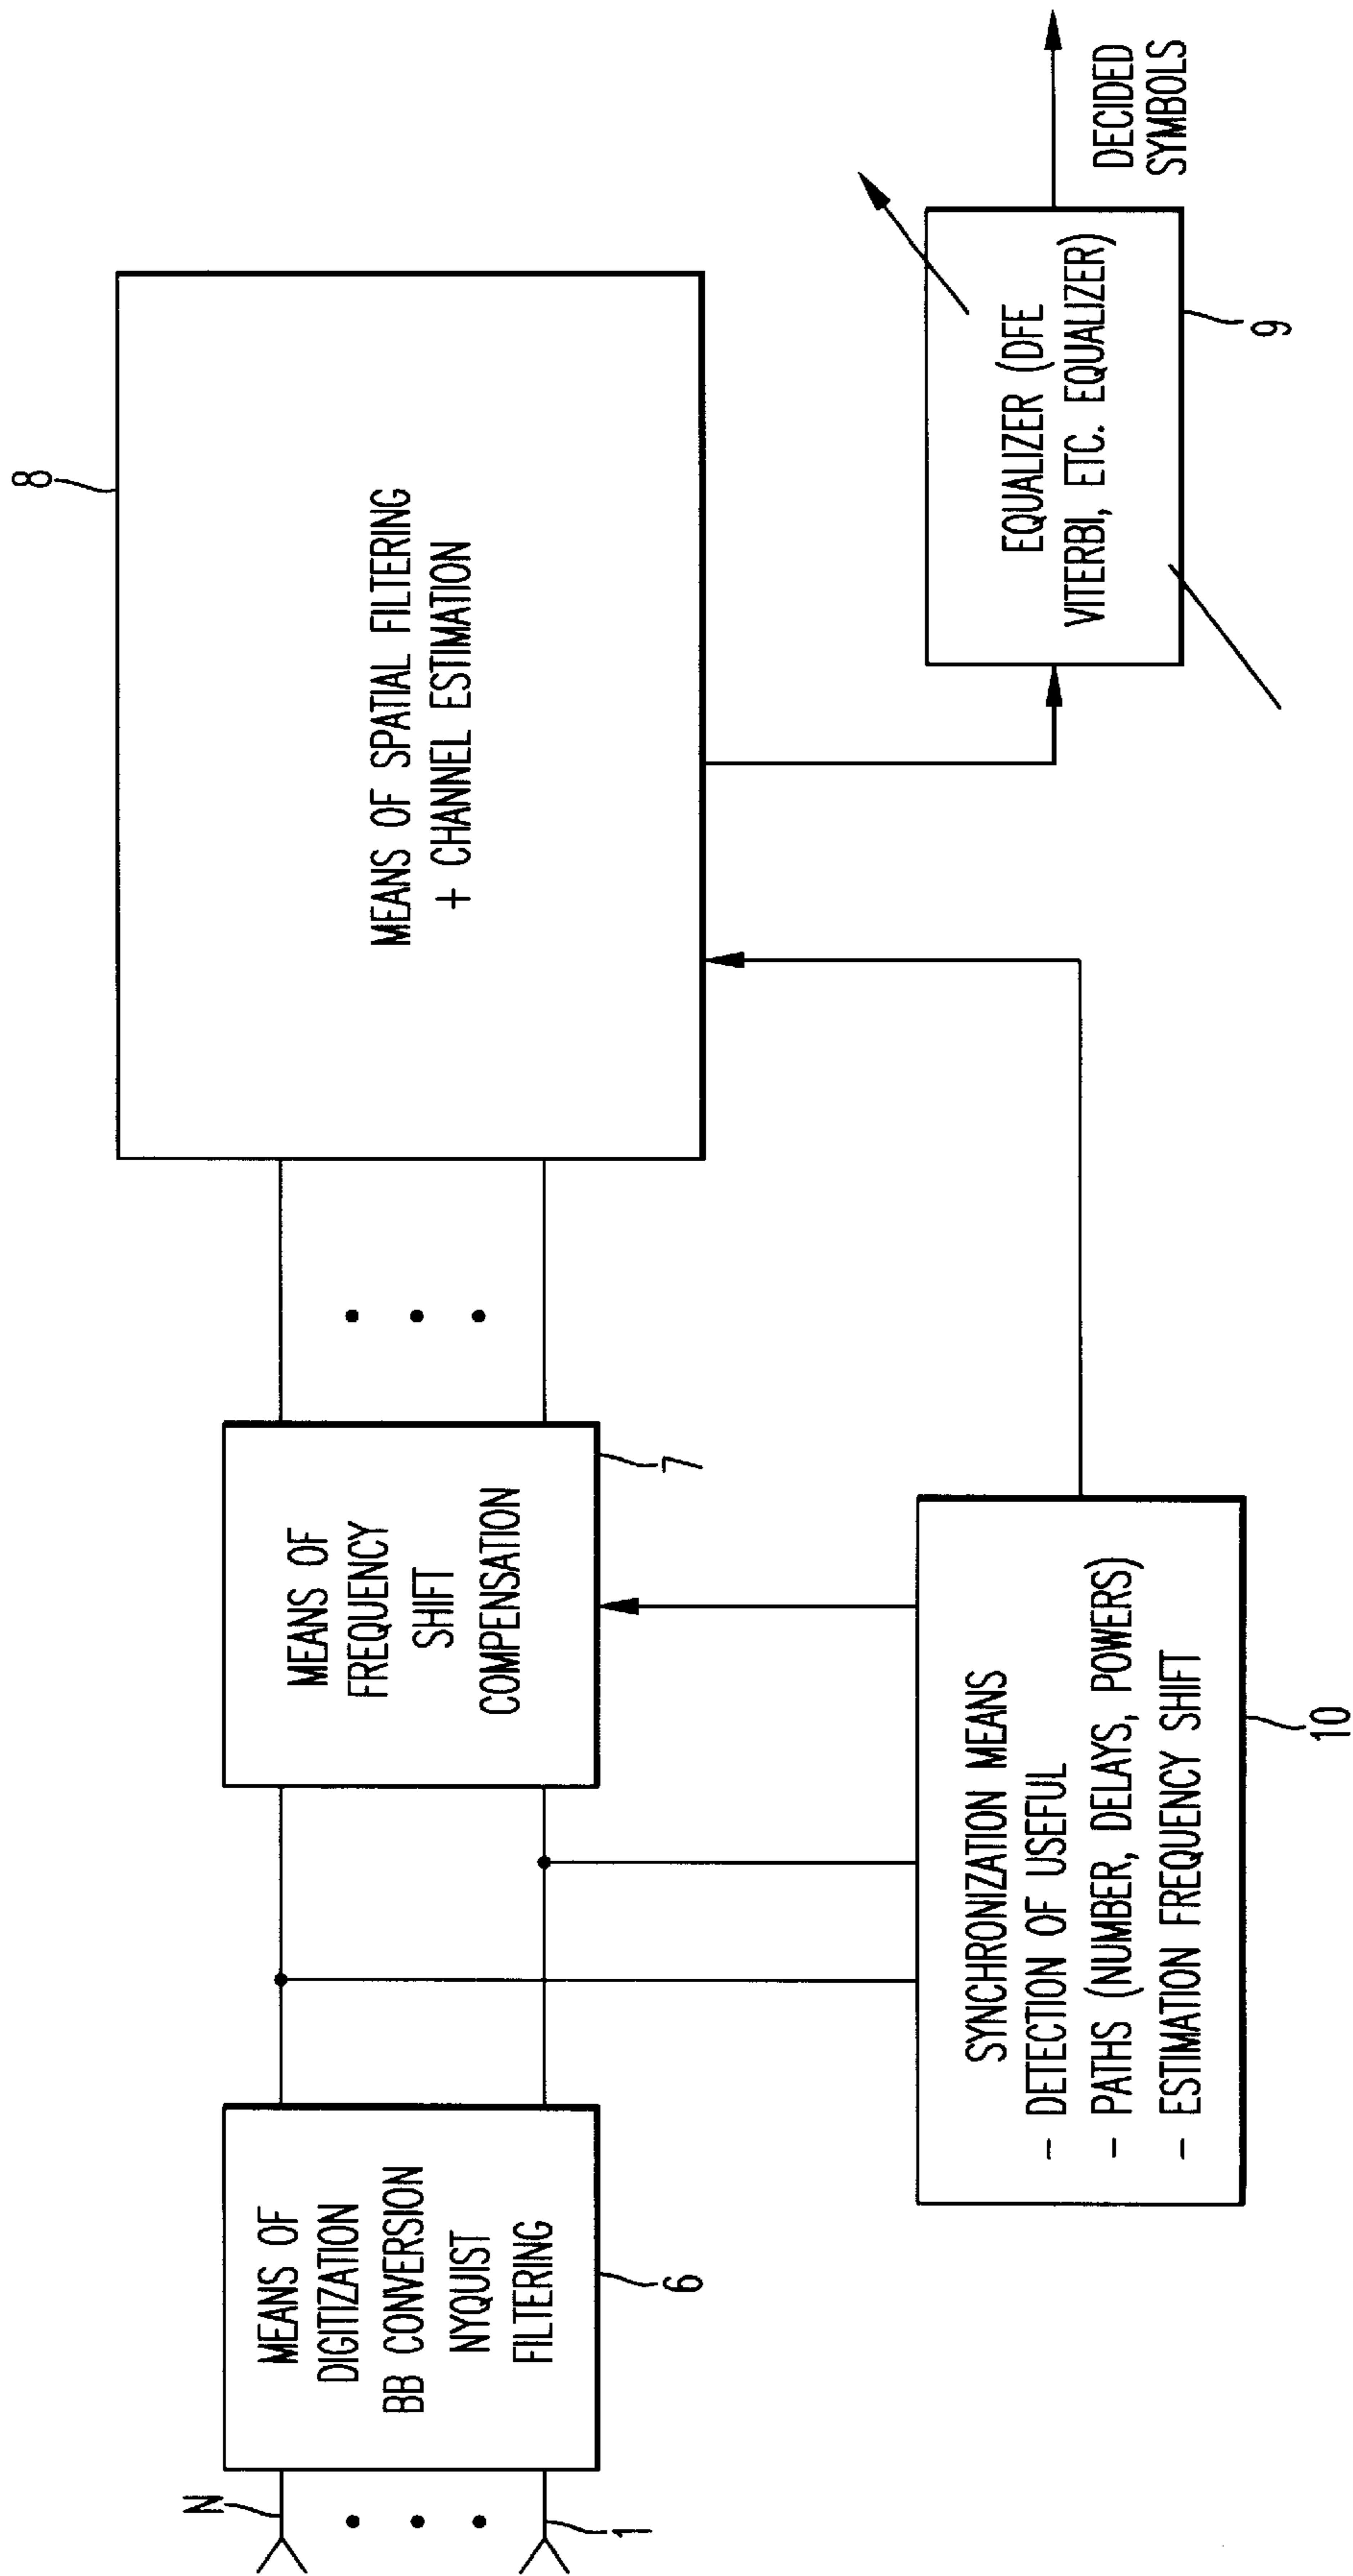 N
1
MEANS OF
DIGITIZATION
BB CONVERSION
NYQUIST
FILTERING
6
MEANS OF
FREQUENCY
SHIFT
COMPENSATION
7
MEANS OF SPATIAL FILTERING
+ CHANNEL ESTIMATION
8
SYNCHRONIZATION MEANS
- DETECTION OF USEFUL
- PATHS (NUMBER, DELAYS, POWERS)
- ESTIMATION FREQUENCY SHIFT
10
EQUALIZER (DFE
VITERBI, ETC. EQUALIZER)
9
DECIDED
SYMBOLS